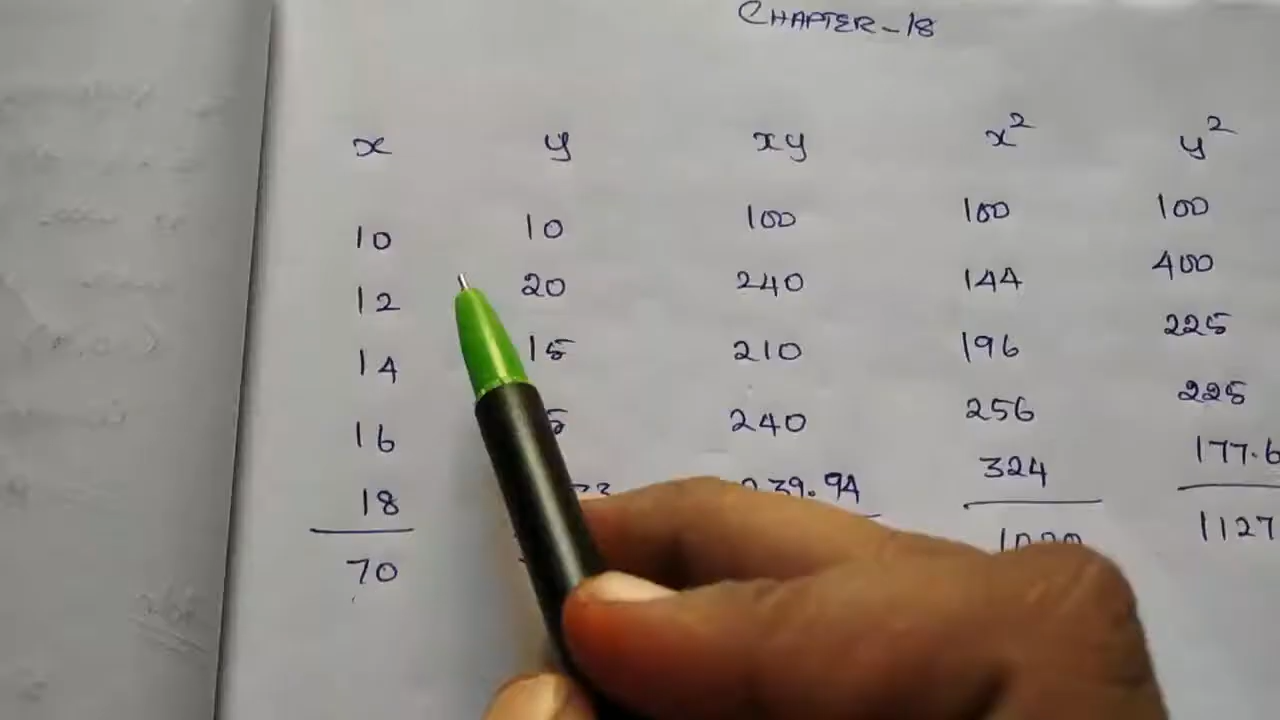 CHAPTER-18
x y xy x² y²
10 10 100 100 100
12 20 240 144 400
14 15 210 196 225
16 240 256 225
18 324
70